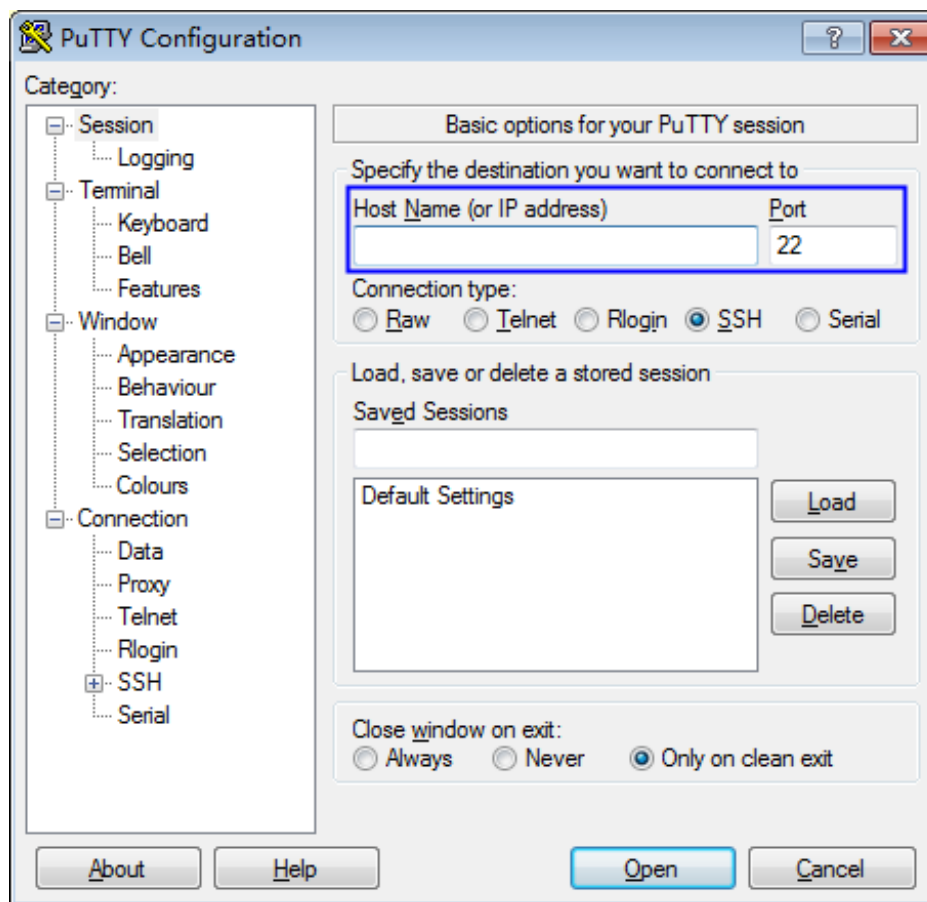 PuTTY Configuration
Category:
Session
Logging
Terminal
Keyboard
Bell
Features
Window
Appearance
Behaviour
Translation
Selection
Colours
Connection
Data
Proxy
Telnet
Rlogin
SSH
Serial
Basic options for your PuTTY session
Specify the destination you want to connect to
Host Name (or IP address) Port
22
Connection type:
Raw Telnet Rlogin SSH Serial
Load, save or delete a stored session
Saved Sessions
Default Settings
Load
Save
Delete
Close window on exit:
Always Never Only on clean exit
About Help Open Cancel